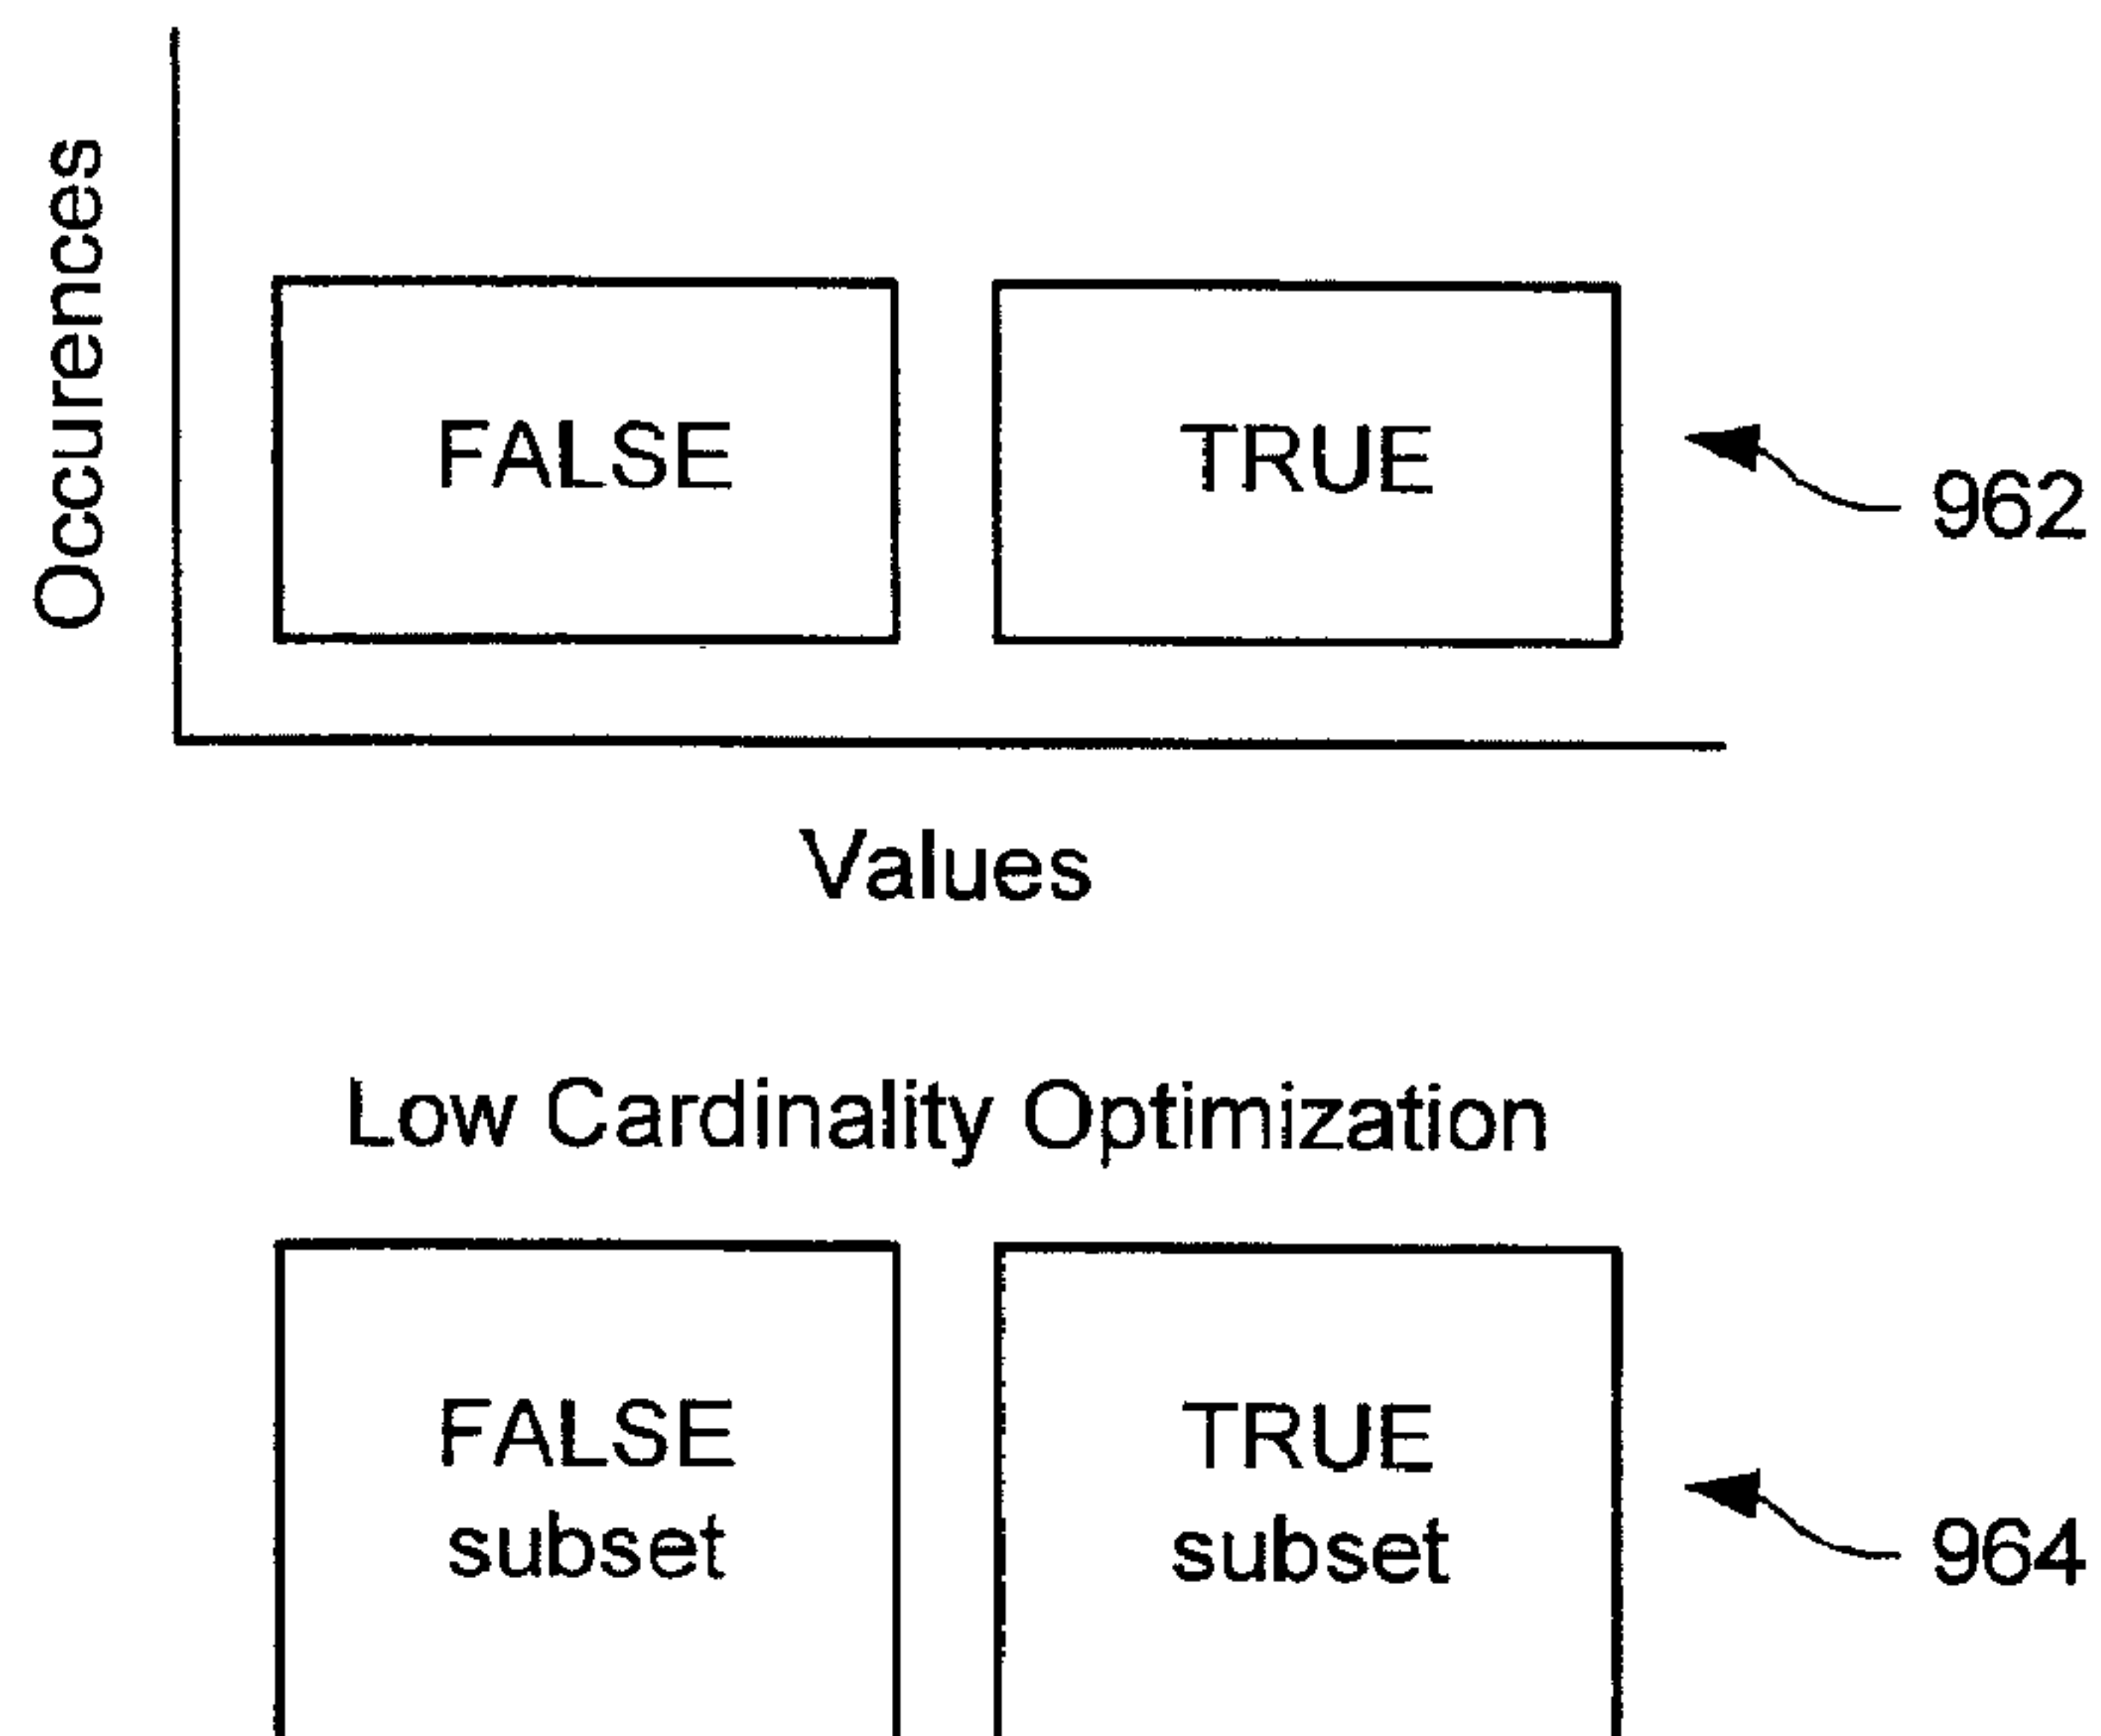 Occurences
FALSE
TRUE
962
Values
Low Cardinality Optimization
FALSE
subset
TRUE
subset
964